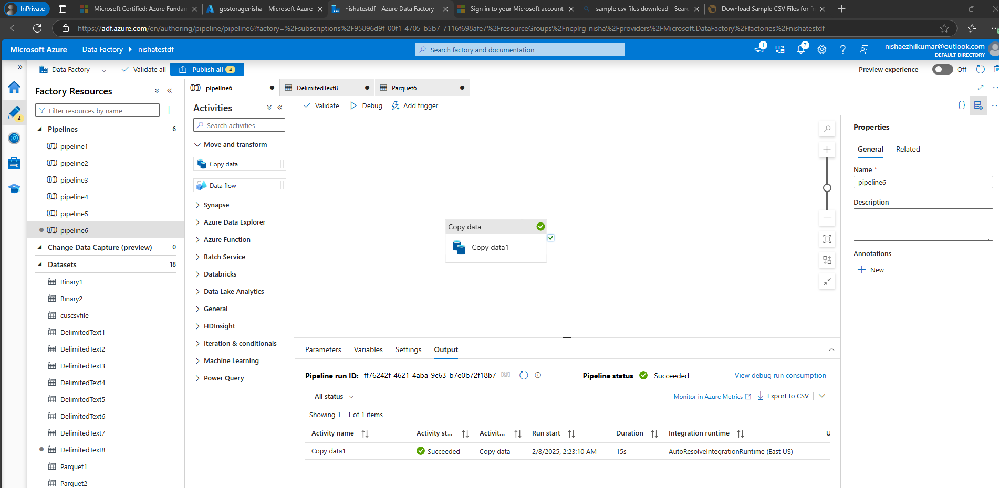 InPrivate
Microsoft Certified: Azure Fundan
gpstoragenisha - Microsoft Azure
nishatestdf - Azure Data Factory
Sign in to your Microsoft account
sample csv files download - Searc
Download Sample CSV Files for fr
https://adf.azure.com/en/authoring/pipeline/pipeline6?factory=%2Fsubscriptions%2F95896d9f-00f1-4705-b5b7-7116f698afe7%2FresourceGroups%2Fncplrg-nisha%2Fproviders%2FMicrosoft.DataFactory%2Ffactories%2Fnishatestdf
Microsoft Azure
Data Factory
nishatestdf
Search factory and documentation
1
7
nishaezhilkumar@outlook.com
DEFAULT DIRECTORY
Data Factory
Validate all
Publish all 4
Preview experience
Off
4
Factory Resources
Filter resources by name
Pipelines 6
pipeline1
pipeline2
pipeline3
pipeline4
pipeline5
pipeline6
Change Data Capture (preview) 0
Datasets 18
Binary1
Binary2
cuscsvfile
DelimitedText1
DelimitedText2
DelimitedText3
DelimitedText4
DelimitedText5
DelimitedText6
DelimitedText7
DelimitedText8
Parquet1
Parquet2
pipeline6
DelimitedText8
Parquet6
Activities
Search activities
Move and transform
Copy data
Data flow
Synapse
Azure Data Explorer
Azure Function
Batch Service
Databricks
Data Lake Analytics
General
HDInsight
Iteration & conditionals
Machine Learning
Power Query
Validate
Debug
Add trigger
{}
Copy data
Copy data1
Parameters
Variables
Settings
Output
Pipeline run ID: ff76242f-4621-4aba-9c63-b7e0b72f18b7
Pipeline status
Succeeded
View debug run consumption
All status
Monitor in Azure Metrics
Export to CSV
Showing 1 - 1 of 1 items
Activity name
Activity st...
Activit...
Run start
Duration
Integration runtime
U
Copy data1
Succeeded
Copy data
2/8/2025, 2:23:10 AM
15s
AutoResolveIntegrationRuntime (East US)
Properties
General
Related
Name *
pipeline6
Description
Annotations
New